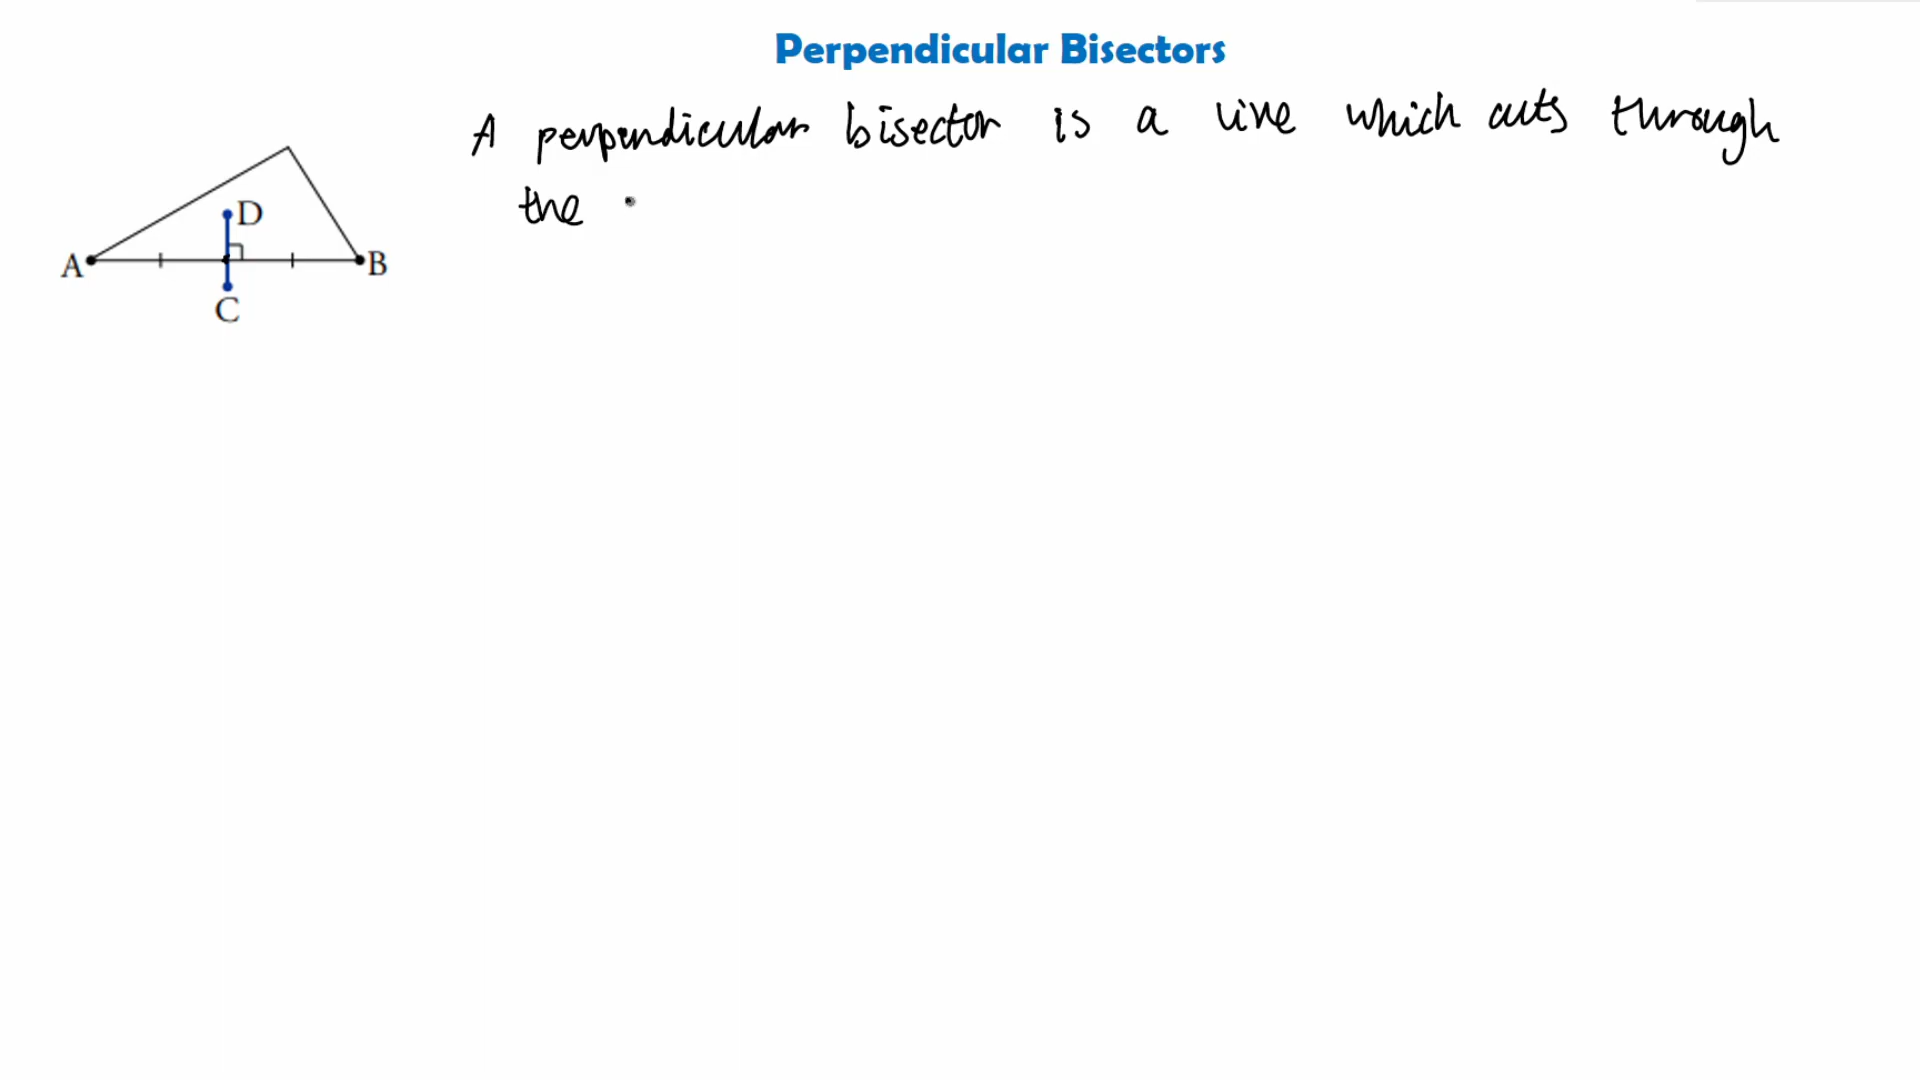 Perpendicular Bisectors
A perpendicular bisector is a line which cuts through
the
D
A
B
C